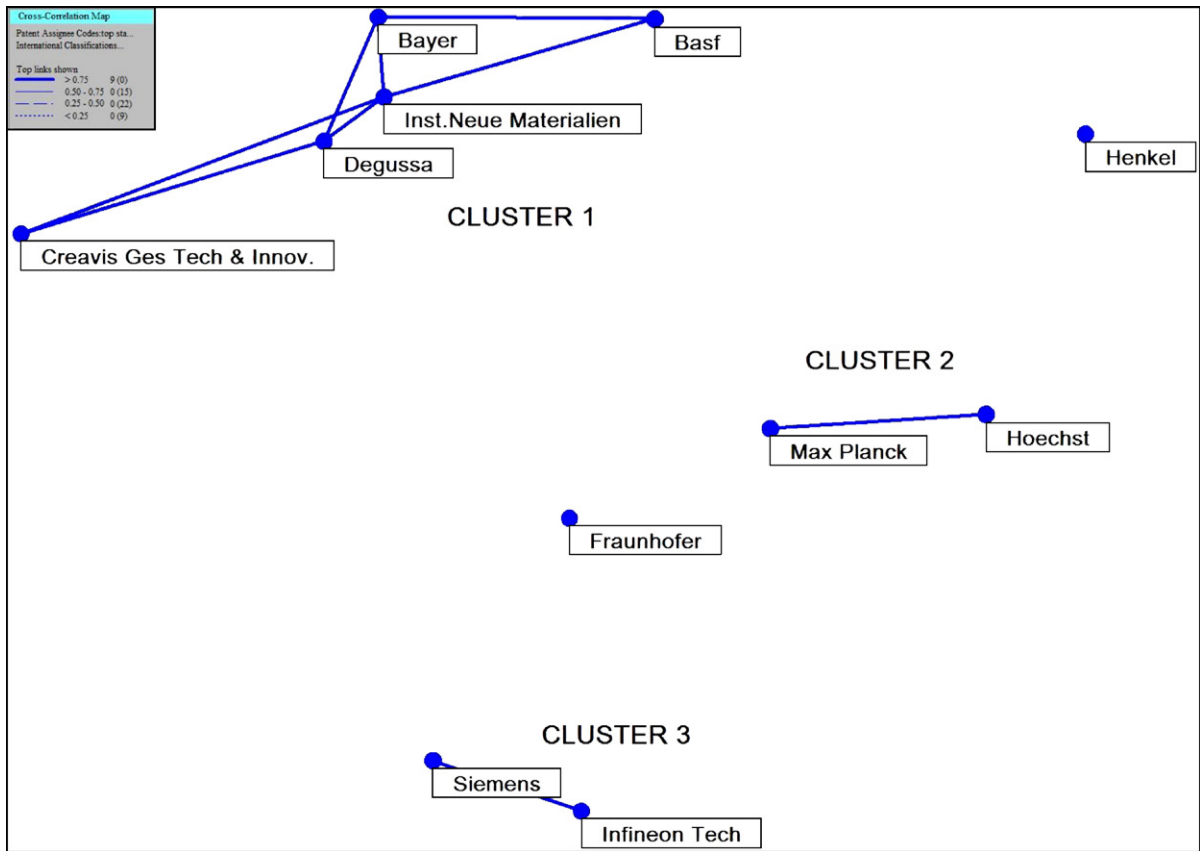 Cross-Correlation Map
Patent Assignee Codes:top sta...
International Classifications...
Top links shown
> 0.75 9 (0)
0.50 - 0.75 0 (15)
0.25 - 0.50 0 (22)
< 0.25 0 (9)
Bayer
Basf
Inst.Neue Materialien
Henkel
Degussa
CLUSTER 1
Creavis Ges Tech & Innov.
CLUSTER 2
Hoechst
Max Planck
Fraunhofer
CLUSTER 3
Siemens
Infineon Tech